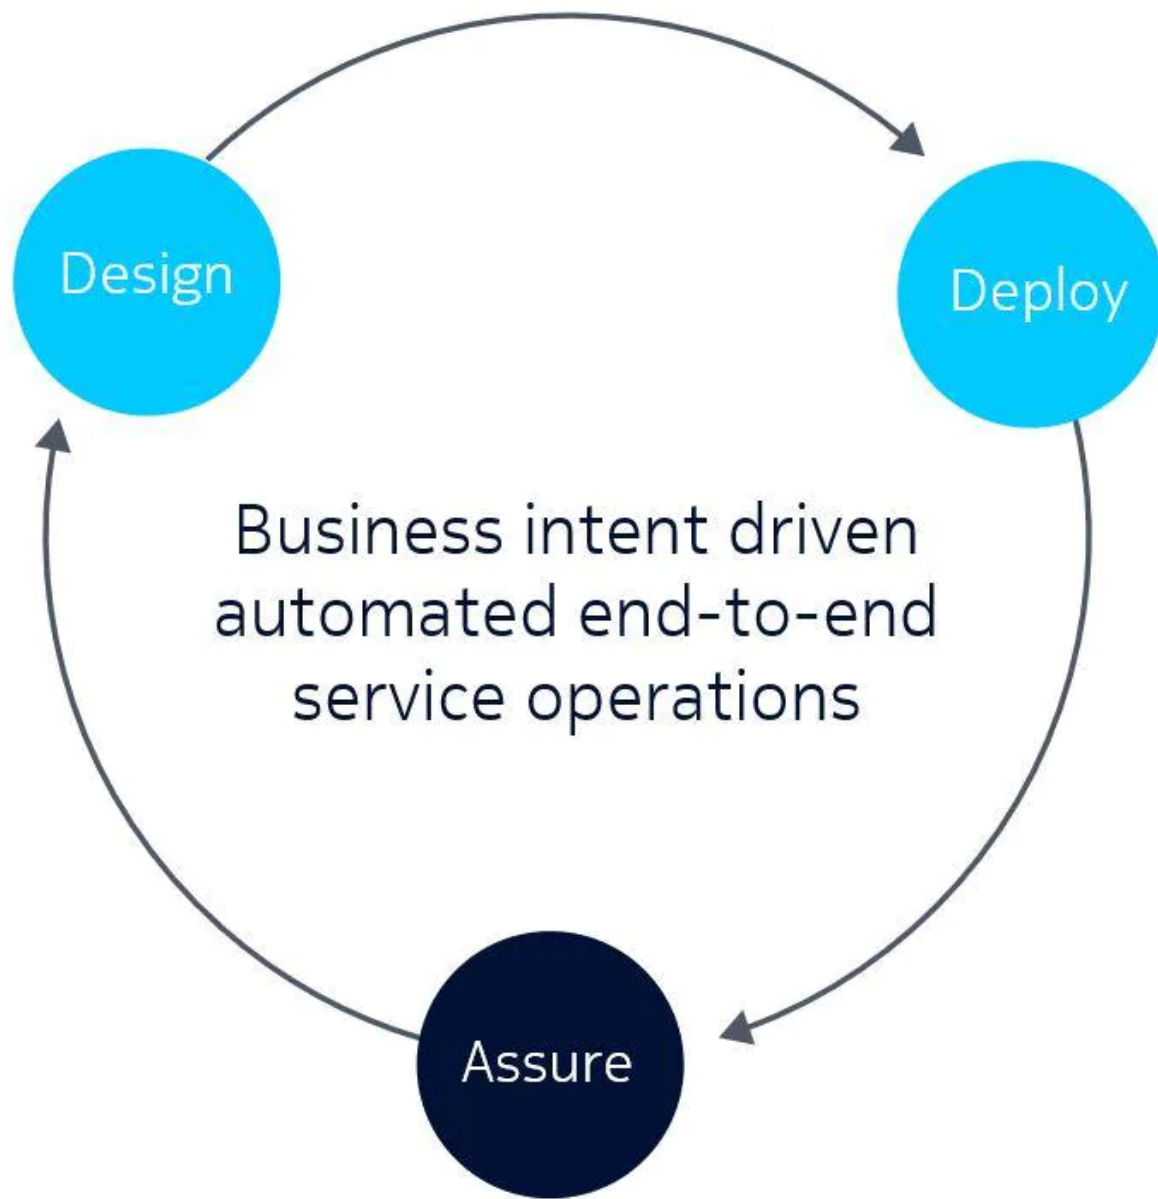 Design
Deploy
Business intent driven
automated end-to-end
service operations
Assure